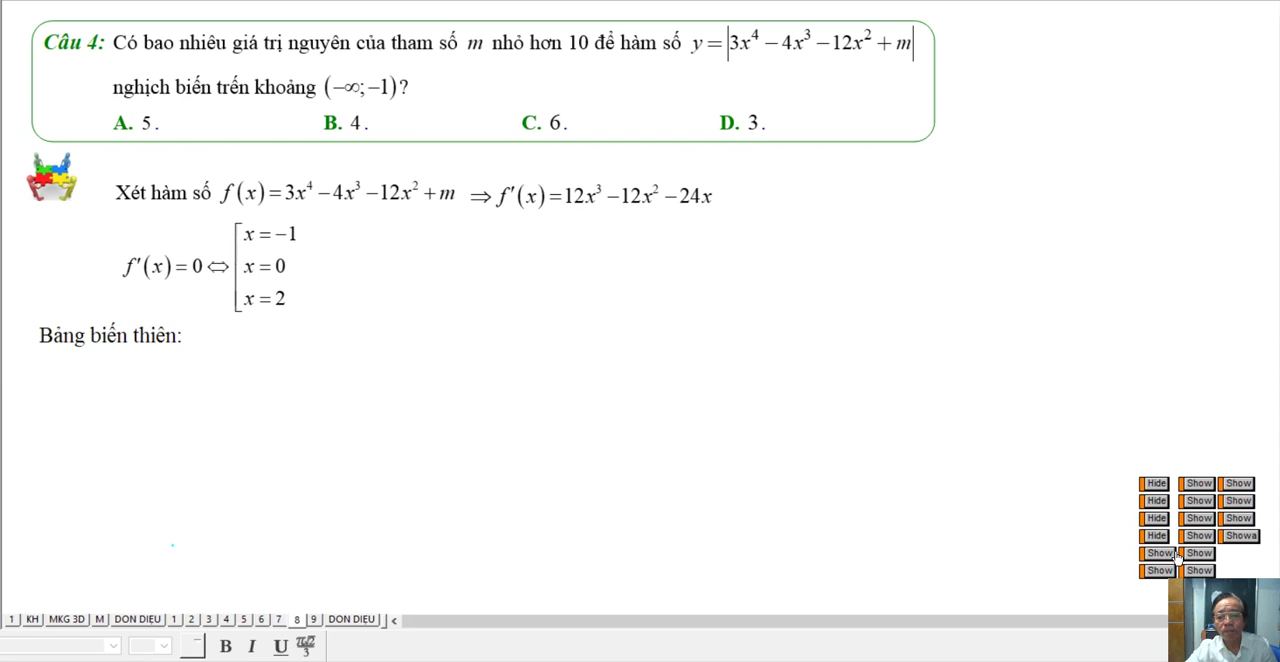 Câu 4: Có bao nhiêu giá trị nguyên của tham số m nhỏ hơn 10 để hàm số y = |3x⁴ − 4x³ − 12x² + m|
nghịch biến trến khoảng (−∞; −1)?
A. 5. B. 4. C. 6. D. 3.
Xét hàm số f(x) = 3x⁴ − 4x³ − 12x² + m ⇒ f'(x) = 12x³ − 12x² − 24x
x = −1
f'(x) = 0 ⇔ [ x = 0
x = 2
Bảng biến thiên:
Hide Show Show
Hide Show Show
Hide Show Show
Hide Show Showa
Show Show
Show Show
1 KH MKG 3D M DON DIEU 1 2 3 4 5 6 7 8 9 DON DIEU <
B I U